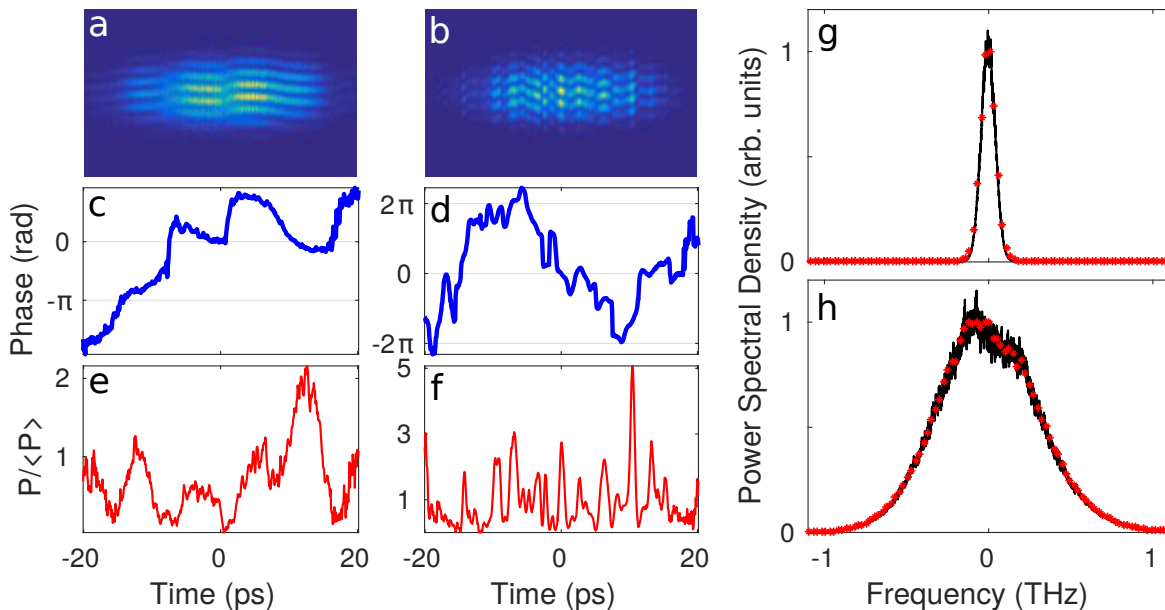 a
b
c
0
-π
Phase (rad)
d
2π
0
-2π
e
2
1
P/⟨P⟩
-20
0
20
Time (ps)
f
5
3
1
-20
0
20
Time (ps)
g
1
0
h
1
0
Power Spectral Density (arb. units)
-1
0
1
Frequency (THz)